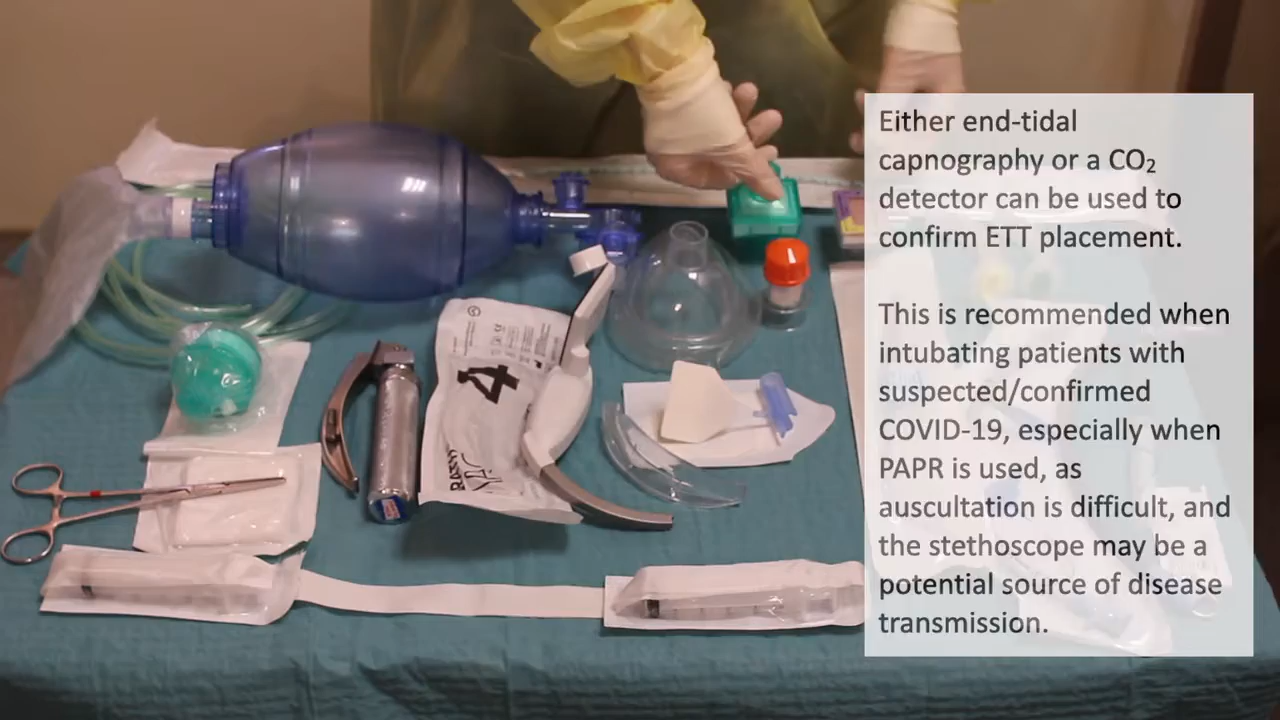 Either end-tidal
capnography or a CO₂
detector can be used to
confirm ETT placement.
This is recommended when
intubating patients with
suspected/confirmed
COVID-19, especially when
PAPR is used, as
auscultation is difficult, and
the stethoscope may be a
potential source of disease
transmission.
4